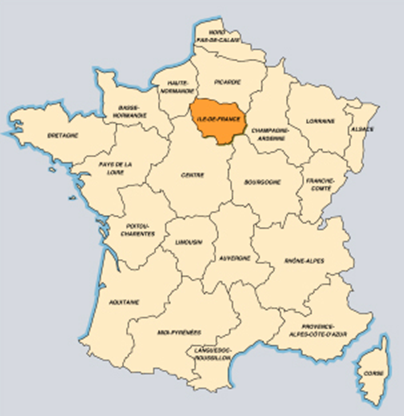 NORD
PAS-DE-CALAIS
HAUTE-
NORMANDIE
PICARDIE
BASSE-
NORMANDIE
ILE-DE-FRANCE
CHAMPAGNE-
ARDENNE
LORRAINE
ALSACE
BRETAGNE
PAYS DE LA
LOIRE
CENTRE
BOURGOGNE
FRANCHE-
COMTÉ
POITOU-
CHARENTES
LIMOUSIN
AUVERGNE
RHÔNE-ALPES
AQUITAINE
MIDI-PYRÉNÉES
LANGUEDOC-
ROUSSILLON
PROVENCE-
ALPES-CÔTE-D'AZUR
CORSE